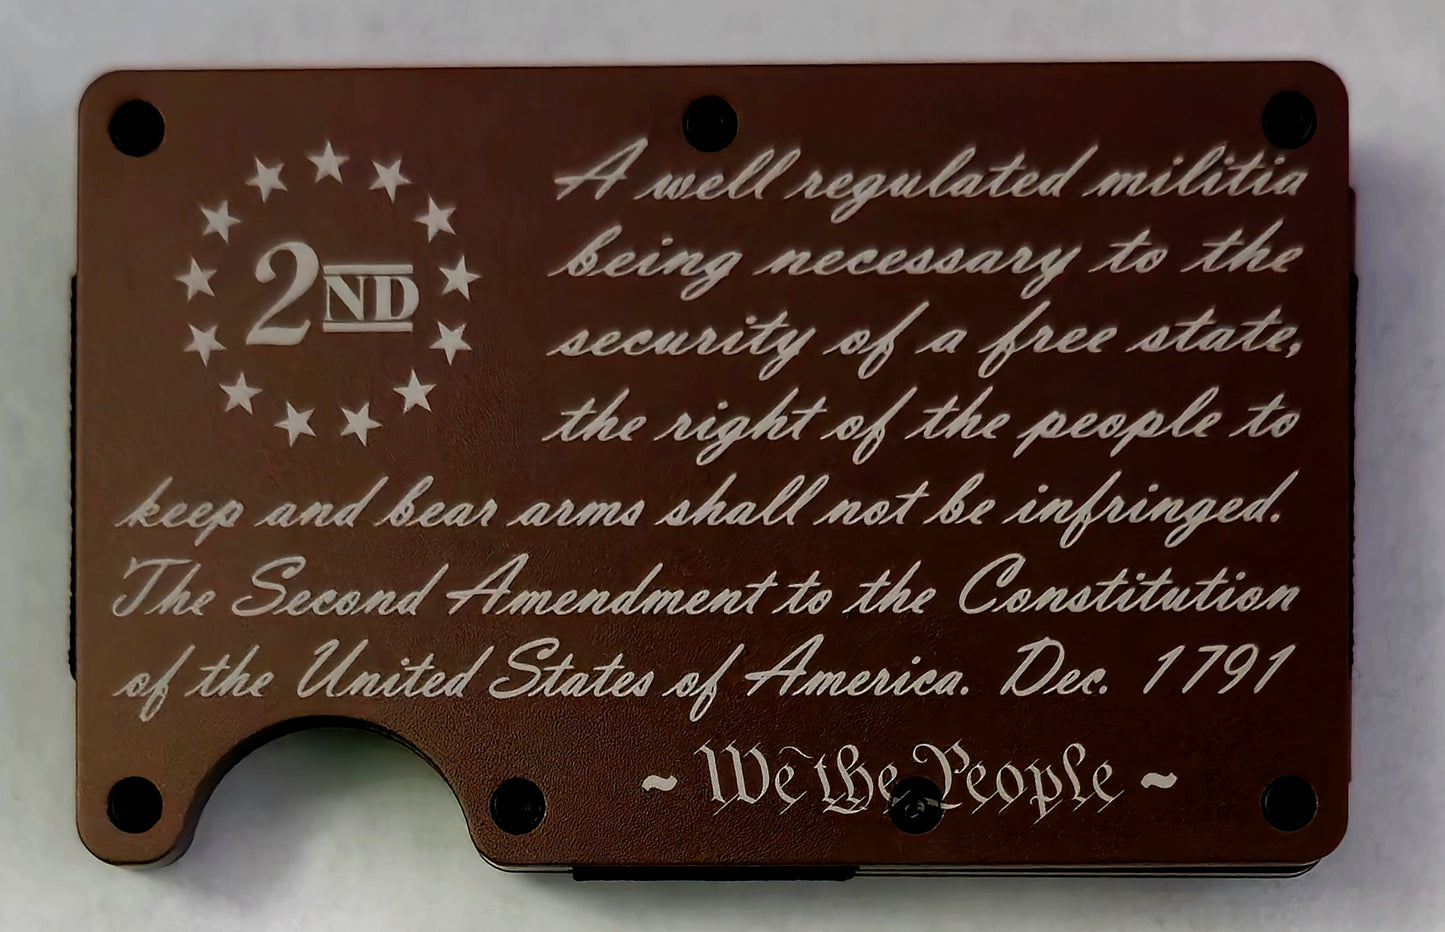 2ND
A well regulated militia
being necessary to the
security of a free state,
the right of the people to
keep and bear arms shall not be infringed.
The Second Amendment to the Constitution
of the United States of America. Dec. 1791
~ We the People ~